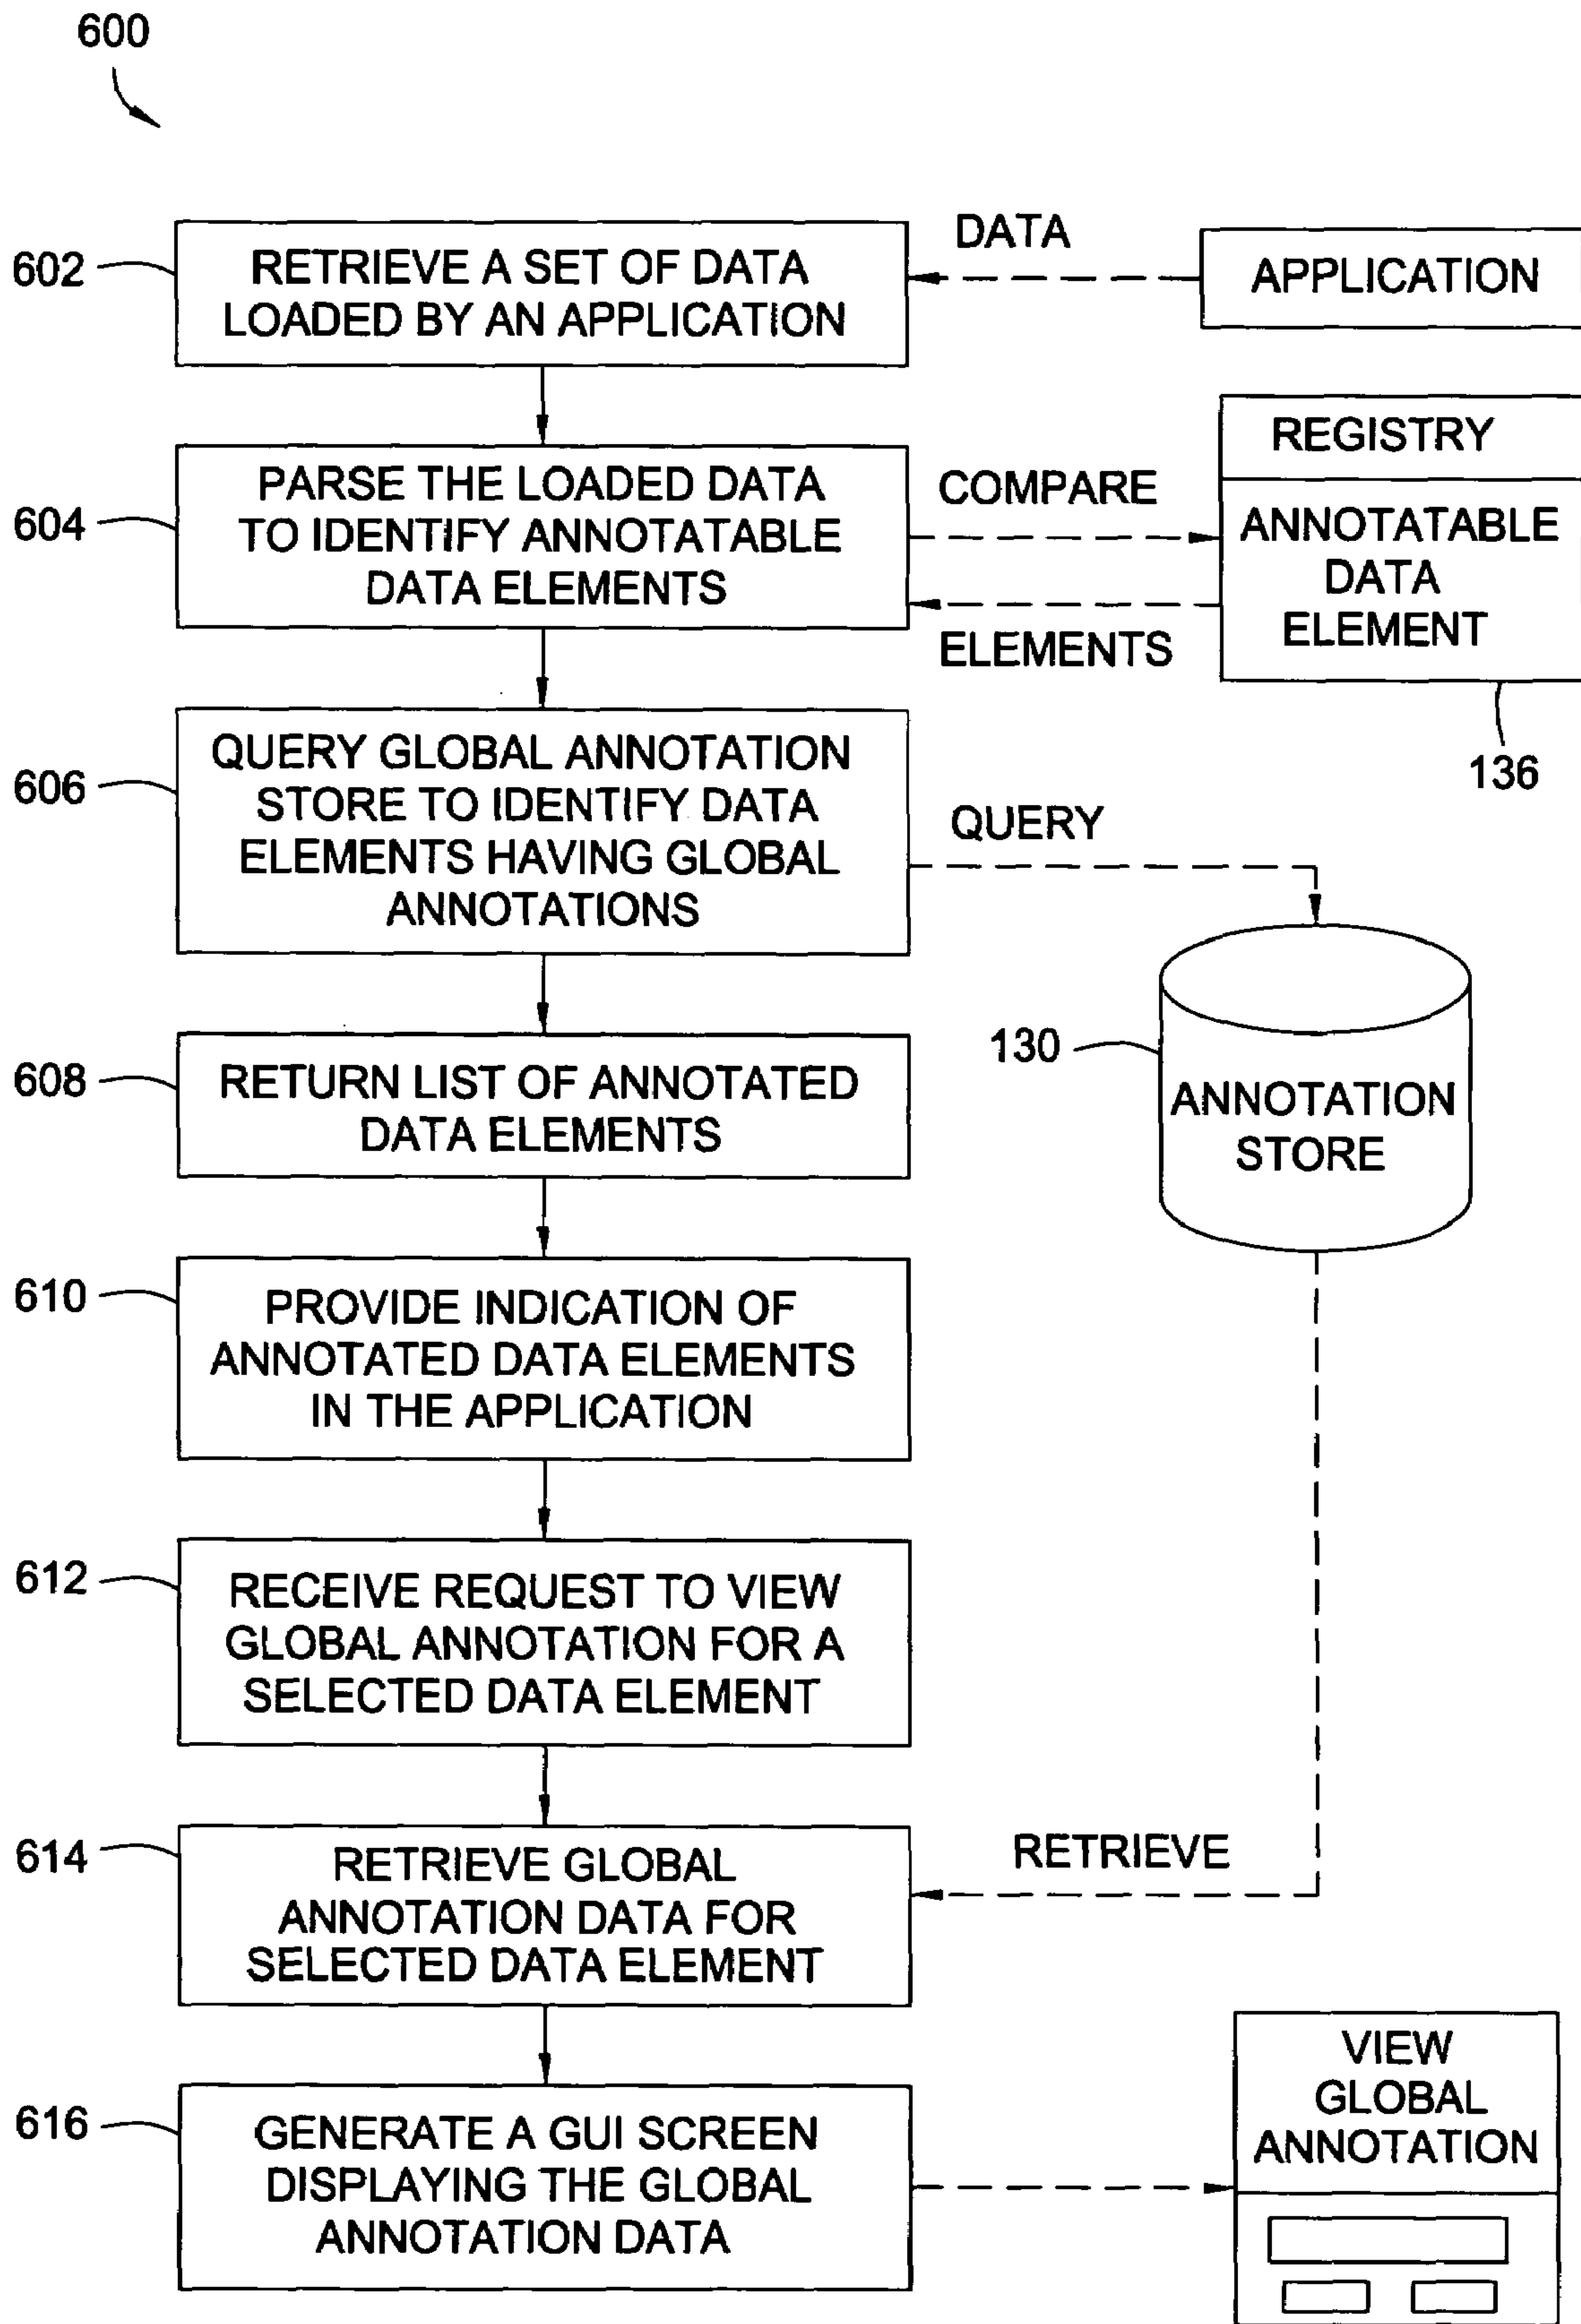 600
602
RETRIEVE A SET OF DATA
LOADED BY AN APPLICATION
DATA
APPLICATION
604
PARSE THE LOADED DATA
TO IDENTIFY ANNOTATABLE
DATA ELEMENTS
COMPARE
ELEMENTS
REGISTRY
ANNOTATABLE
DATA
ELEMENT
136
606
QUERY GLOBAL ANNOTATION
STORE TO IDENTIFY DATA
ELEMENTS HAVING GLOBAL
ANNOTATIONS
QUERY
130
ANNOTATION
STORE
608
RETURN LIST OF ANNOTATED
DATA ELEMENTS
610
PROVIDE INDICATION OF
ANNOTATED DATA ELEMENTS
IN THE APPLICATION
612
RECEIVE REQUEST TO VIEW
GLOBAL ANNOTATION FOR A
SELECTED DATA ELEMENT
614
RETRIEVE GLOBAL
ANNOTATION DATA FOR
SELECTED DATA ELEMENT
RETRIEVE
616
GENERATE A GUI SCREEN
DISPLAYING THE GLOBAL
ANNOTATION DATA
VIEW
GLOBAL
ANNOTATION